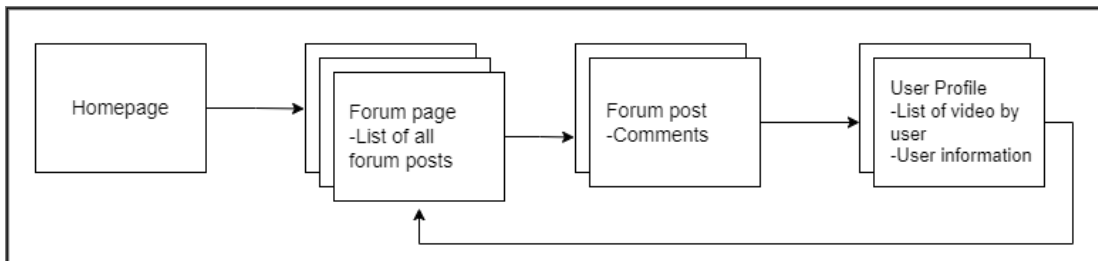 Homepage
Forum page
-List of all
forum posts
Forum post
-Comments
User Profile
-List of video by
user
-User information